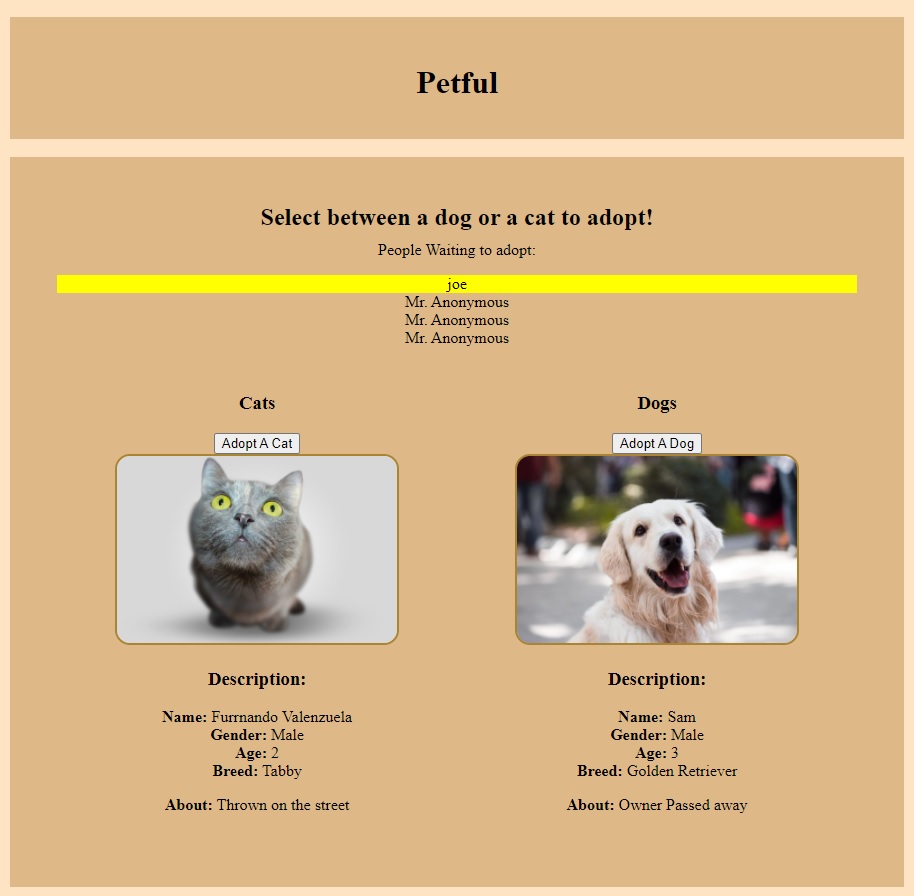 Petful
Select between a dog or a cat to adopt!
People Waiting to adopt:
joe
Mr. Anonymous
Mr. Anonymous
Mr. Anonymous
Cats
Adopt A Cat
Description:
Name: Furrnando Valenzuela
Gender: Male
Age: 2
Breed: Tabby
About: Thrown on the street
Dogs
Adopt A Dog
Description:
Name: Sam
Gender: Male
Age: 3
Breed: Golden Retriever
About: Owner Passed away